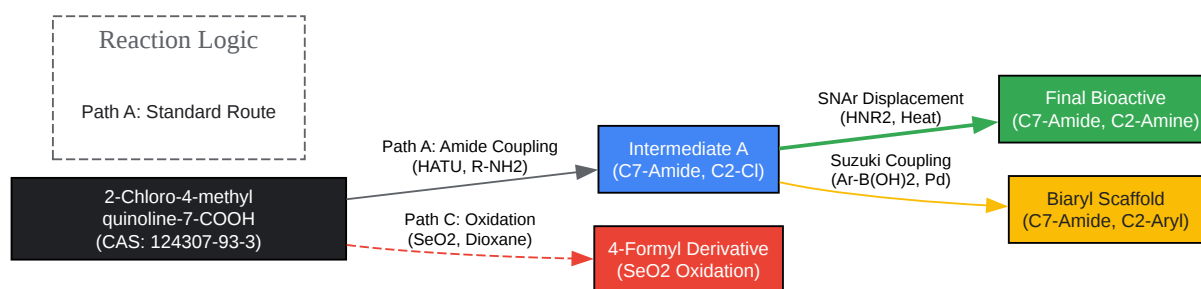 Reaction Logic
Path A: Standard Route
2-Chloro-4-methyl
quinoline-7-COOH
(CAS: 124307-93-3)
Path A: Amide Coupling
(HATU, R-NH2)
Path C: Oxidation
(SeO2, Dioxane)
Intermediate A
(C7-Amide, C2-Cl)
4-Formyl Derivative
(SeO2 Oxidation)
SNAr Displacement
(HNR2, Heat)
Suzuki Coupling
(Ar-B(OH)2, Pd)
Final Bioactive
(C7-Amide, C2-Amine)
Biaryl Scaffold
(C7-Amide, C2-Aryl)